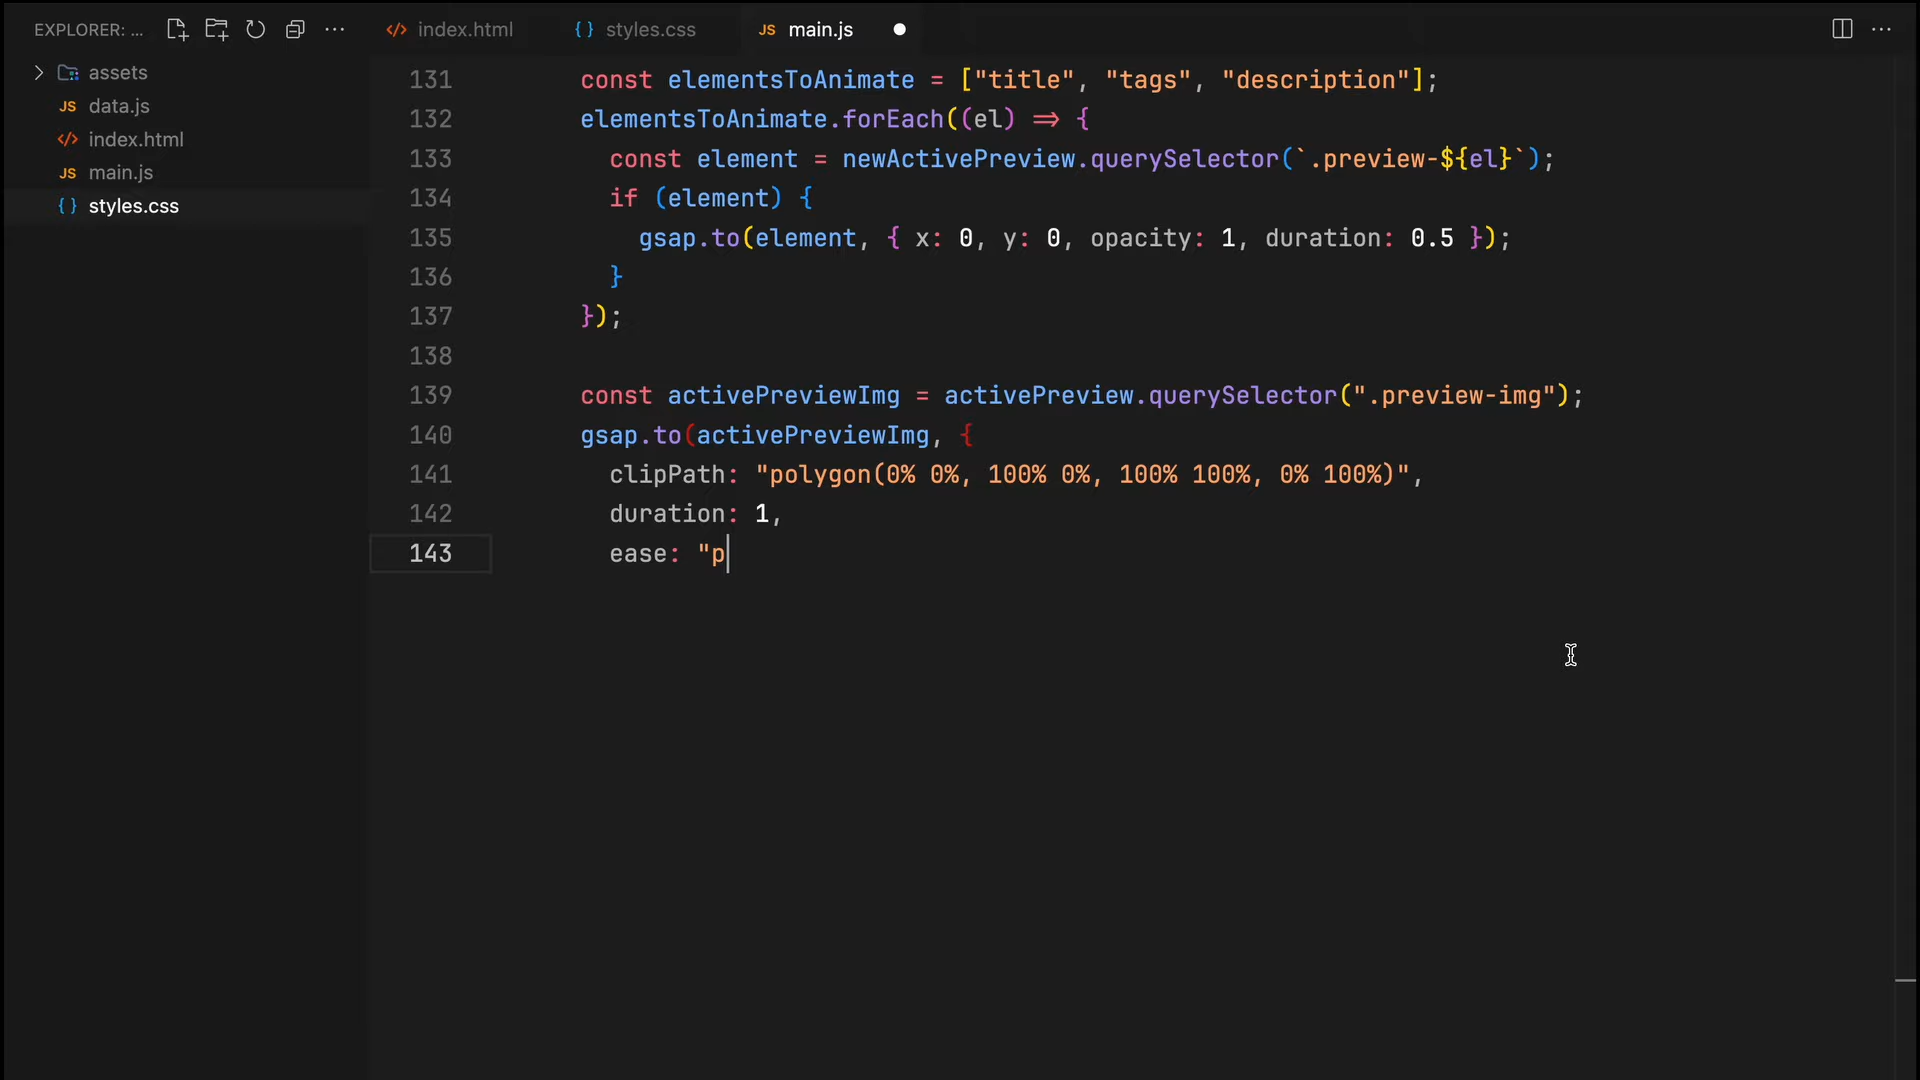 EXPLORER: ...
assets
JS data.js
</> index.html
JS main.js
{} styles.css
</> index.html
{} styles.css
JS main.js
131 const elementsToAnimate = ["title", "tags", "description"];
132 elementsToAnimate.forEach((el) => {
133 const element = newActivePreview.querySelector(`.preview-${el}`);
134 if (element) {
135 gsap.to(element, { x: 0, y: 0, opacity: 1, duration: 0.5 });
136 }
137 });
138
139 const activePreviewImg = activePreview.querySelector(".preview-img");
140 gsap.to(activePreviewImg, {
141 clipPath: "polygon(0% 0%, 100% 0%, 100% 100%, 0% 100%)",
142 duration: 1,
143 ease: "p